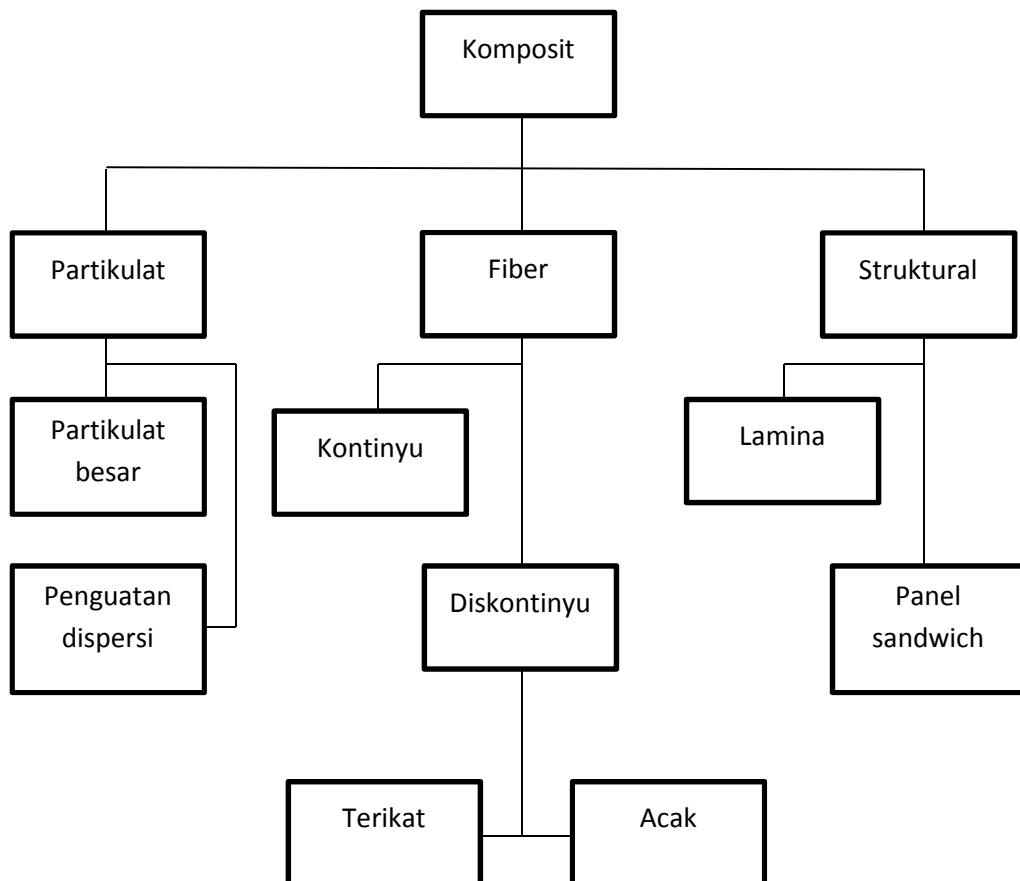 Komposit
Partikulat
Fiber
Struktural
Partikulat
besar
Kontinyu
Lamina
Penguatan
dispersi
Diskontinyu
Panel
sandwich
Terikat
Acak